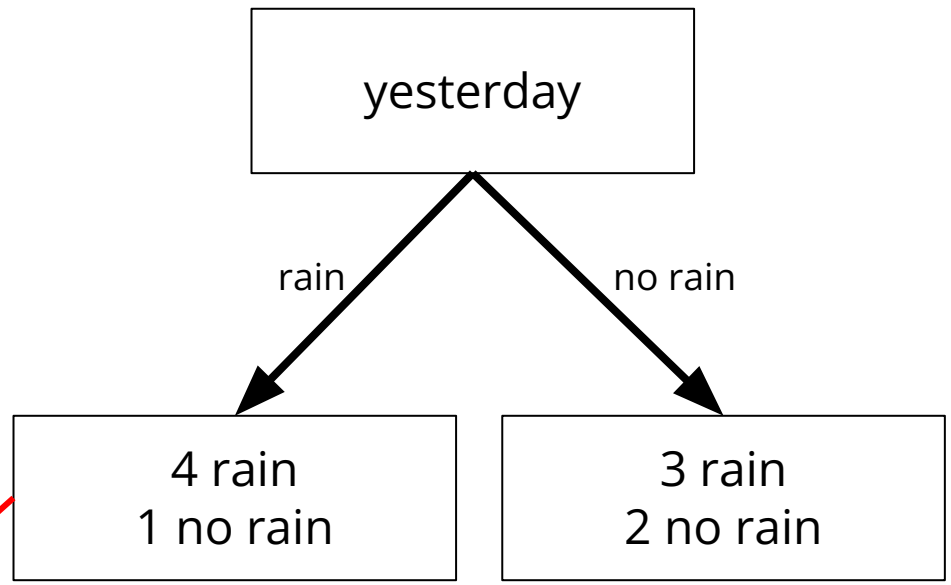 yesterday
rain
no rain
4 rain
1 no rain
3 rain
2 no rain